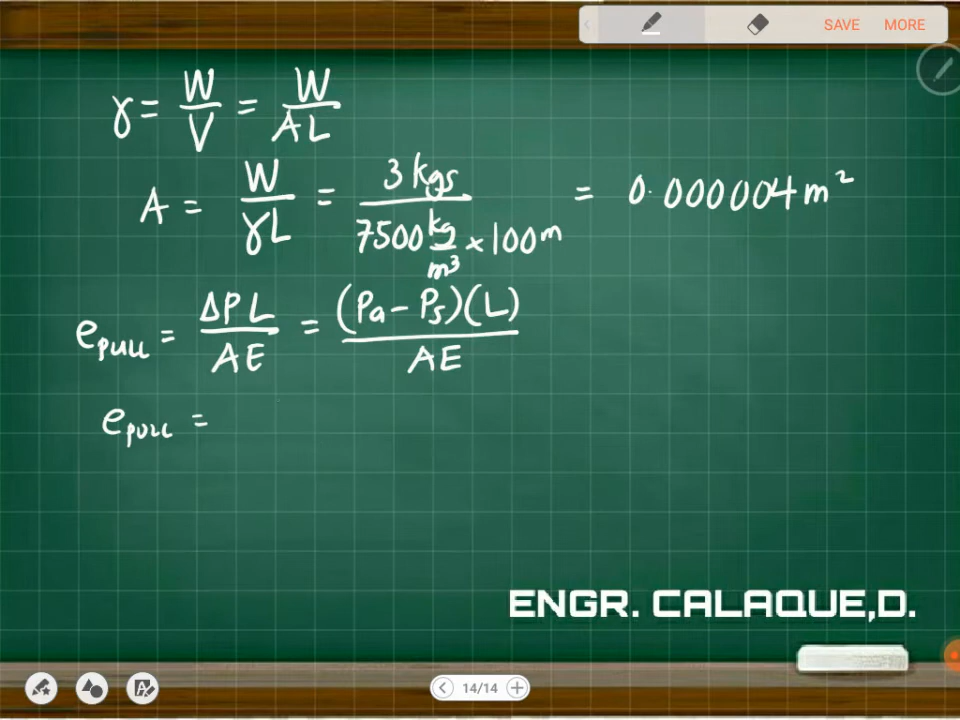 SAVE MORE
γ = W/V = W/AL
A = W/γL = 3 kgs / 7500 kg/m³ × 100 m = 0.000004 m²
e_PULL = ΔPL/AE = (Pa − Ps)(L)/AE
e_PULL =
ENGR. CALAQUE,D.
14/14